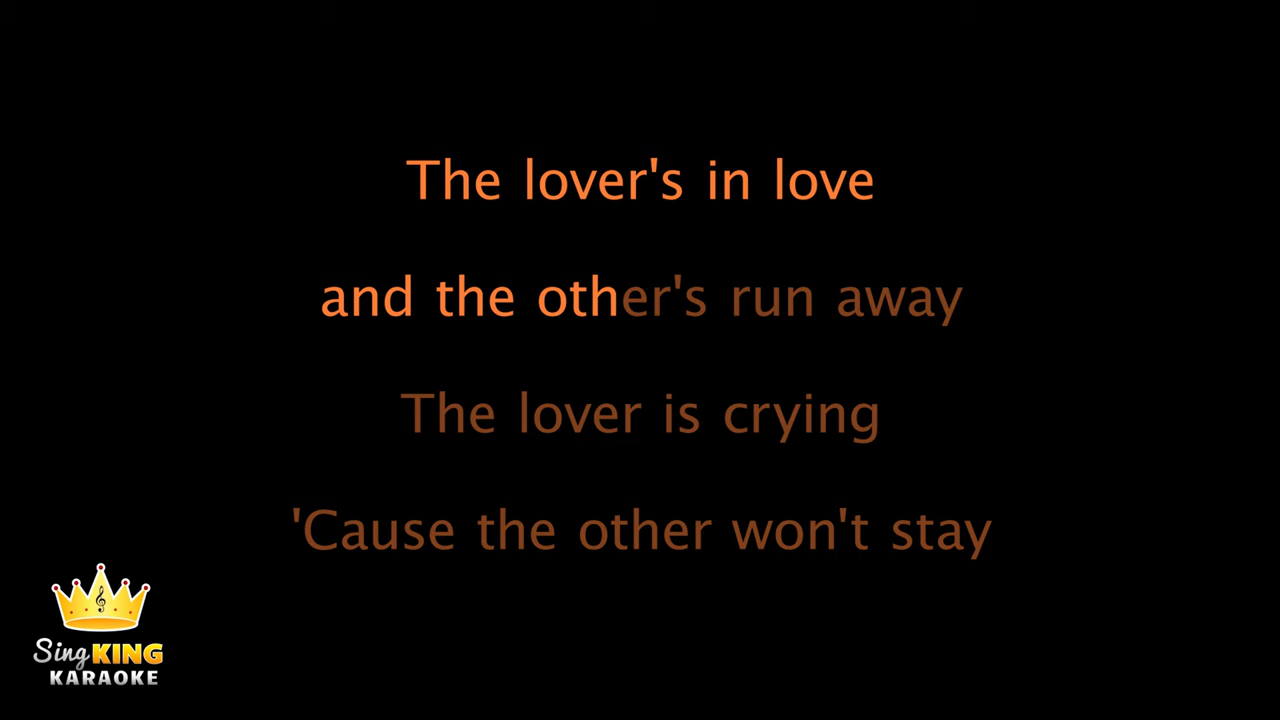 The lover's in love
and the other's run away
The lover is crying
'Cause the other won't stay
Sing KING
KARAOKE